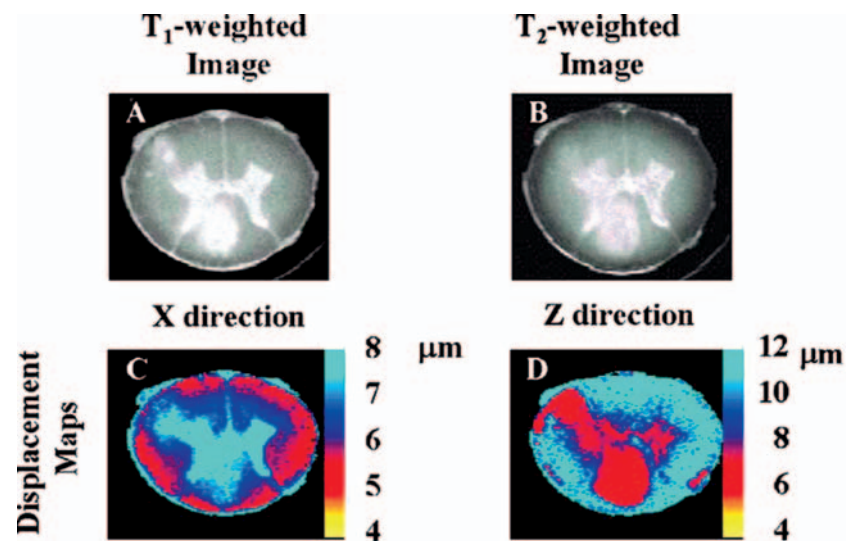 T₁-weighted
Image
T₂-weighted
Image
A
B
X direction
Z direction
Displacement
Maps
C
8
7
6
5
4
μm
D
12
10
8
6
4
μm